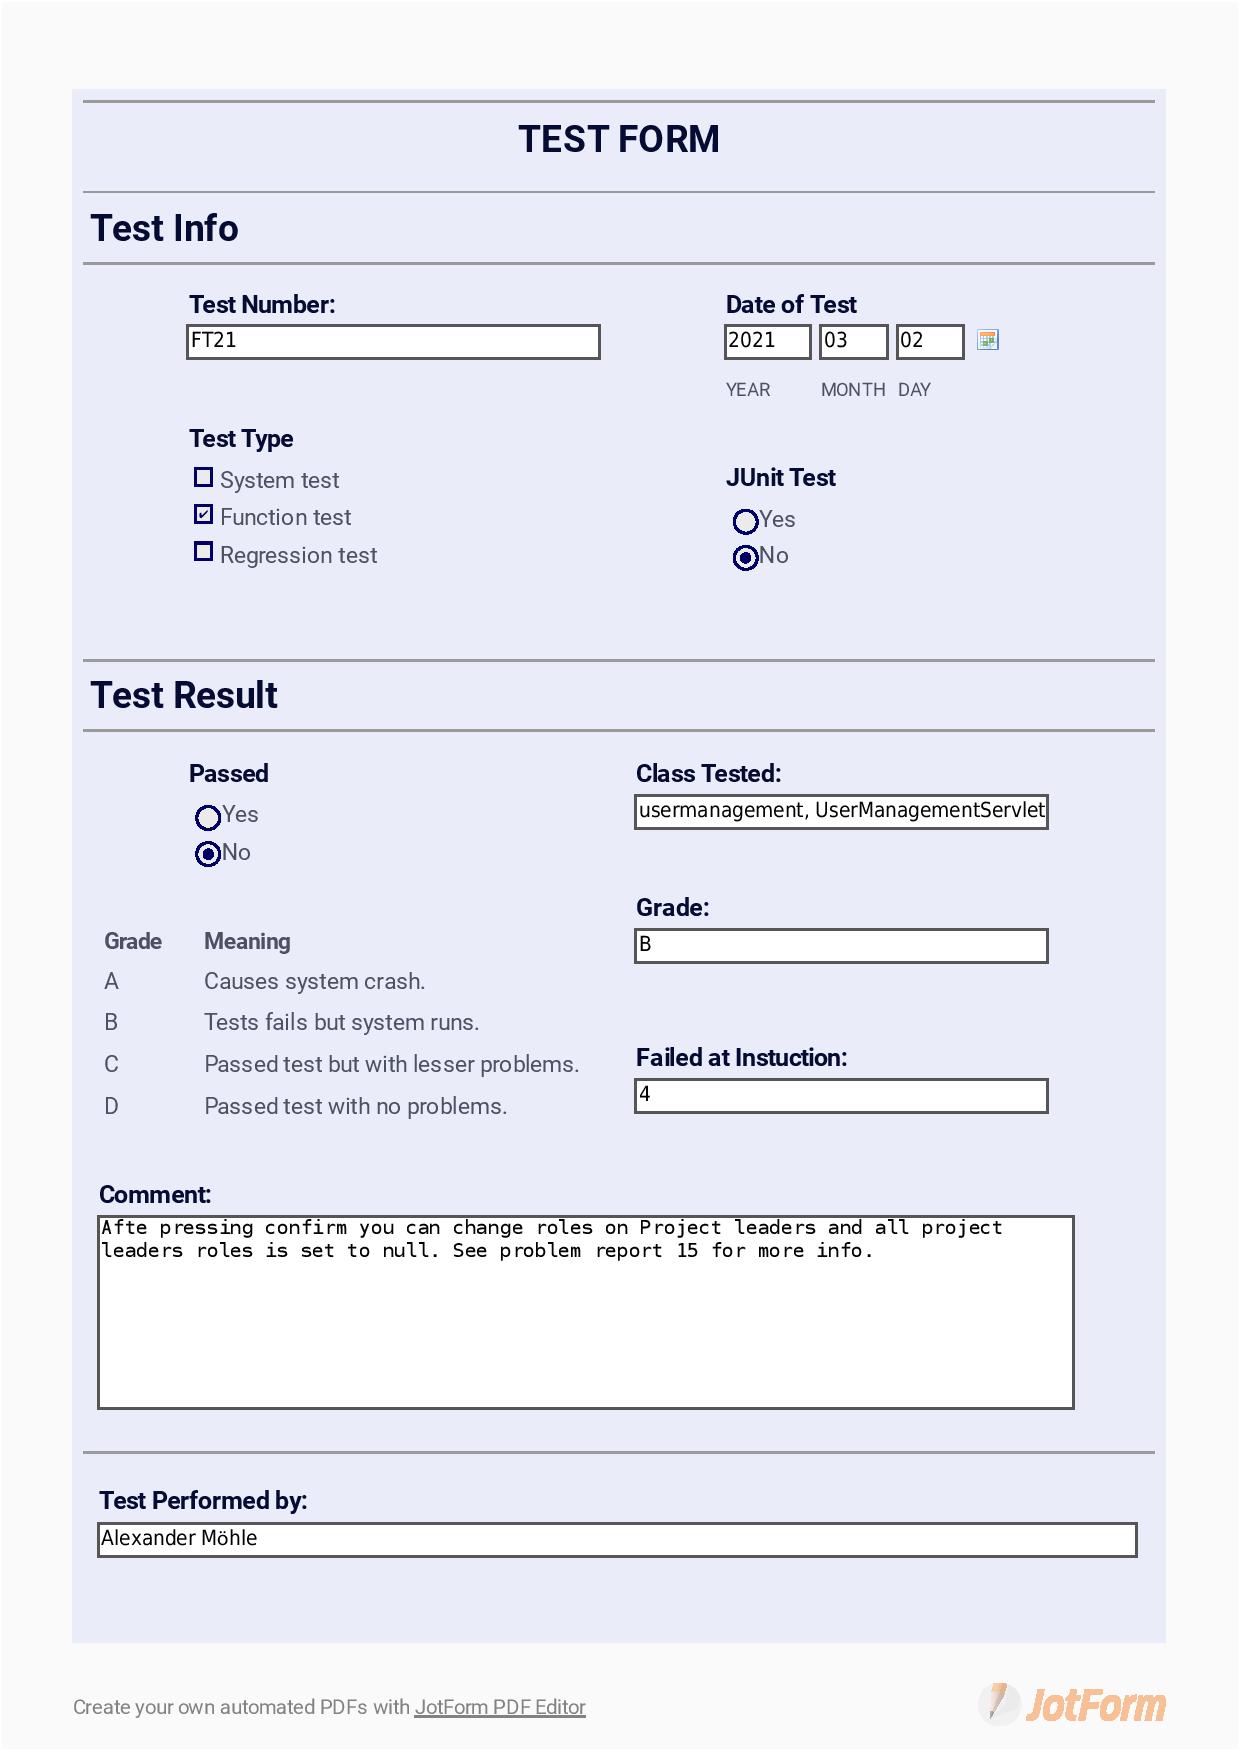 TEST FORM
Test Info
Test Number:
FT21
Date of Test
2021 03 02
YEAR MONTH DAY
Test Type
System test
Function test
Regression test
JUnit Test
Yes
No
Test Result
Passed
Yes
No
Class Tested:
usermanagement, UserManagementServlet
Grade:
B
Grade Meaning
A Causes system crash.
B Tests fails but system runs.
C Passed test but with lesser problems.
D Passed test with no problems.
Failed at Instuction:
4
Comment:
Afte pressing confirm you can change roles on Project leaders and all project
leaders roles is set to null. See problem report 15 for more info.
Test Performed by:
Alexander Möhle
Create your own automated PDFs with JotForm PDF Editor
JotForm